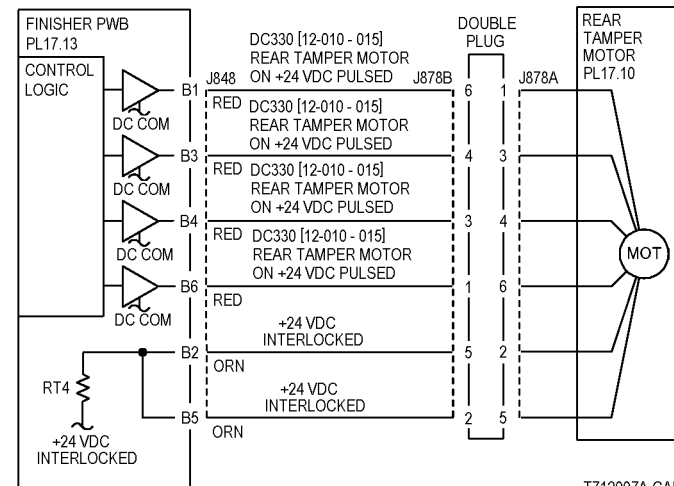 FINISHER PWB
PL17.13
CONTROL
LOGIC
DC330 [12-010 - 015]
REAR TAMPER MOTOR
ON +24 VDC PULSED
DOUBLE
PLUG
REAR
TAMPER
MOTOR
PL17.10
J848
J878B
J878A
B1
6
1
DC COM
RED
DC330 [12-010 - 015]
REAR TAMPER MOTOR
ON +24 VDC PULSED
B3
4
3
DC COM
RED
DC330 [12-010 - 015]
REAR TAMPER MOTOR
ON +24 VDC PULSED
B4
3
4
DC COM
RED
DC330 [12-010 - 015]
REAR TAMPER MOTOR
ON +24 VDC PULSED
MOT
B6
1
6
DC COM
RED
+24 VDC
INTERLOCKED
B2
5
2
ORN
RT4
+24 VDC
INTERLOCKED
B5
2
5
ORN
+24 VDC
INTERLOCKED